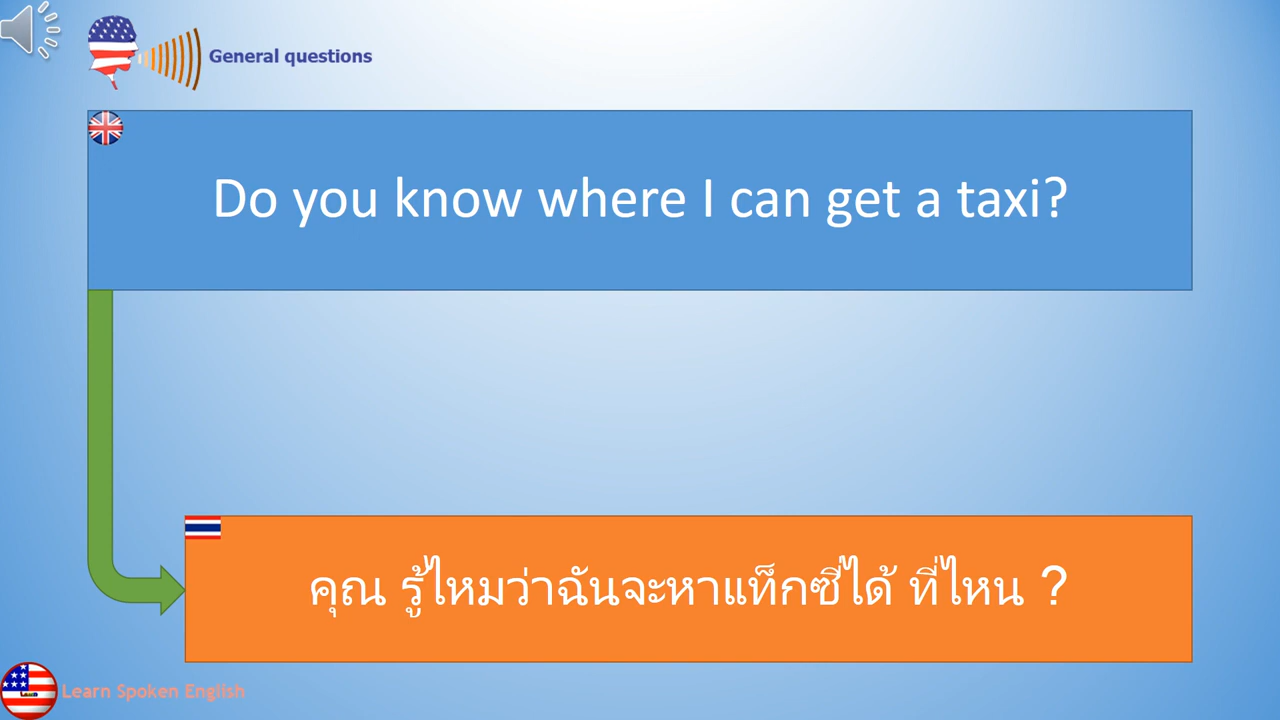 General questions
Do you know where I can get a taxi?
คุณ รู้ไหมว่าฉันจะหาแท็กซี่ได้ ที่ไหน ?
Learn Spoken English